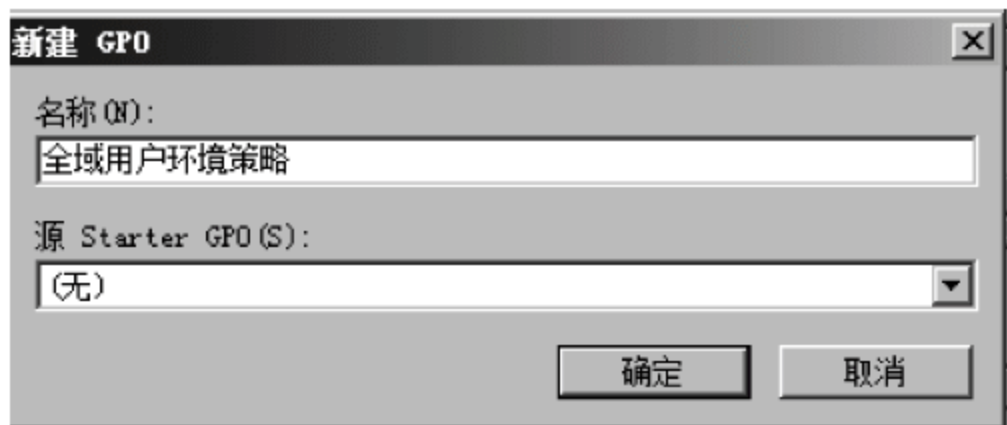 新建 GPO
名称(N):
全域用户环境策略
源 Starter GPO(S):
(无)
确定 取消